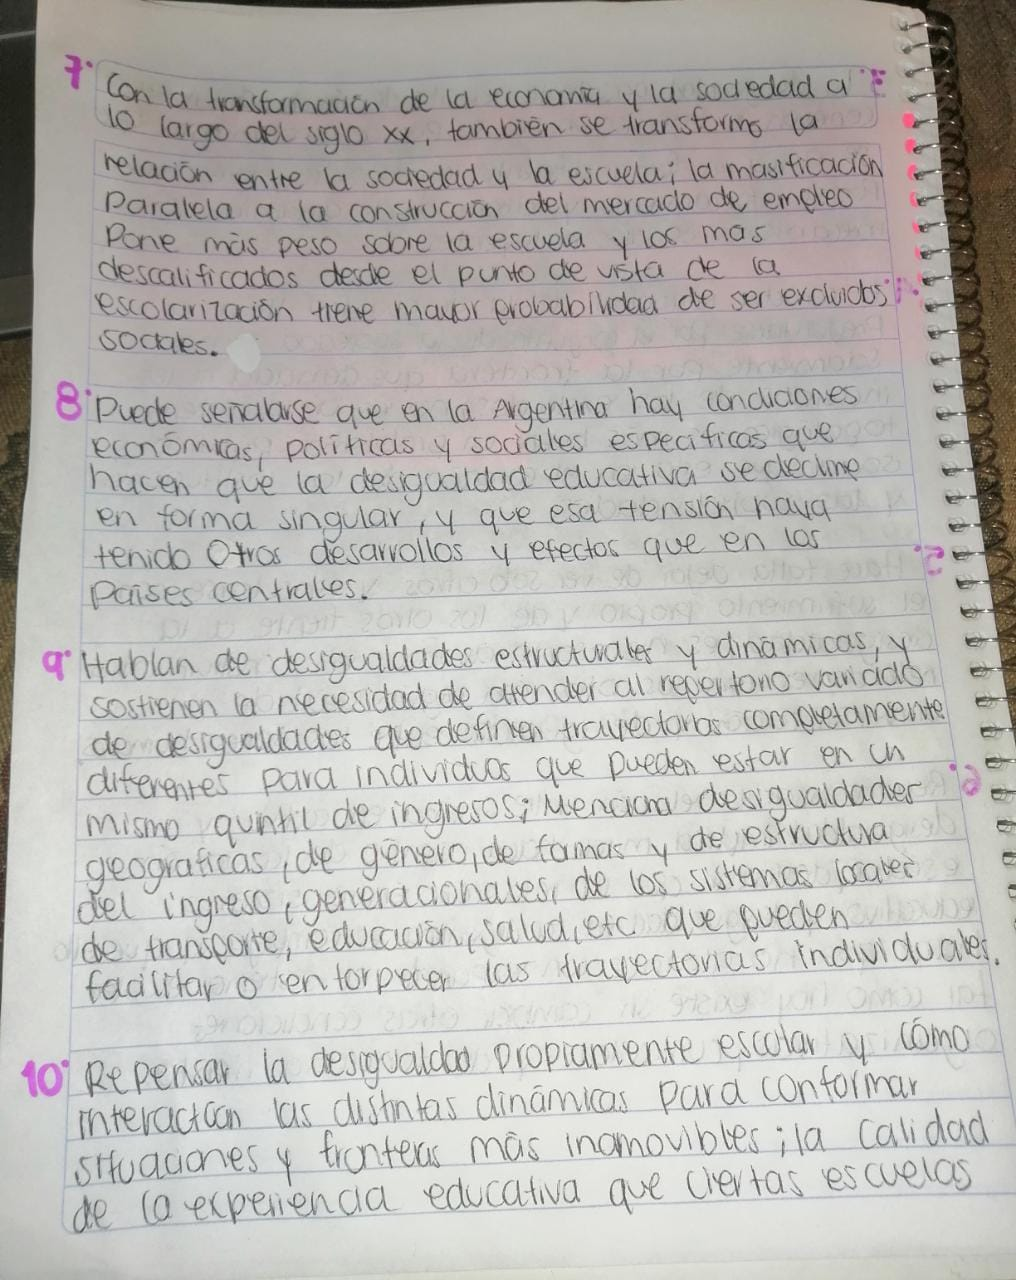 7. Con la transformación de la economia y la sociedad a
lo largo del siglo xx, también se transformo la
relación entre la sociedad y la escuela; la masificación
Paralela a la construcción del mercado de empleo
Pone más peso sobre la escuela y los mas
descalificados desde el punto de vista de la
escolarización tiene mayor probabilidad de ser excluidos
sociales.
8. Puede señalarse que en la Argentina hay condiciones
económicas, políticas y sociales especificas que
hacen que la desigualdad educativa se decline
en forma singular, y que esa tensión haya
tenido Otros desarrollos y efectos que en los
Países centrales.
9. Hablan de desigualdades estructurales y dinámicas, y
sostienen la necesidad de atender al repertorio variado
de desigualdades que definen trayectorias completamente
diferentes para individuos que pueden estar en un
mismo quintil de ingresos; Menciona desigualdades
geograficas, de género, de formas y de estructura
del ingreso, generacionales, de los sistemas locales
de transporte, educación, salud, etc que pueden
facilitar o entorpecer las trayectorias individuales.
10. Repensar la desigualdad propiamente escolar y cómo
interactúan las distintas dinámicas para conformar
situaciones y fronteras más inamovibles; la calidad
de la experiencia educativa que ciertas escuelas